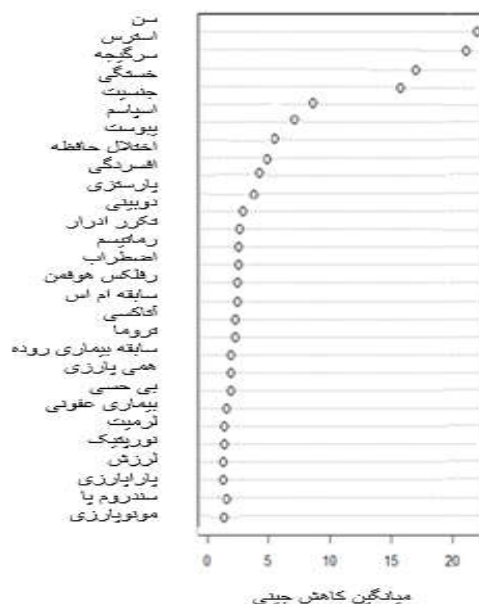 سن
استرس
سرگیجه
خستگی
جنسیت
اسپاسم
یبوست
اختلال حافظه
افسردگی
پارستزی
دوبینی
تکرر ادرار
رماتیسم
اضطراب
رفلکس هوفمن
سابقه ام اس
آتاکسی
تروما
سابقه بیماری روده
همی پارزی
بی حسی
بیماری عفونی
لرمیت
نورپتیک
لرزش
پاراپارزی
سندروم پا
مونوپارزی
0 5 10 15 20
میانگین کاهش جینی